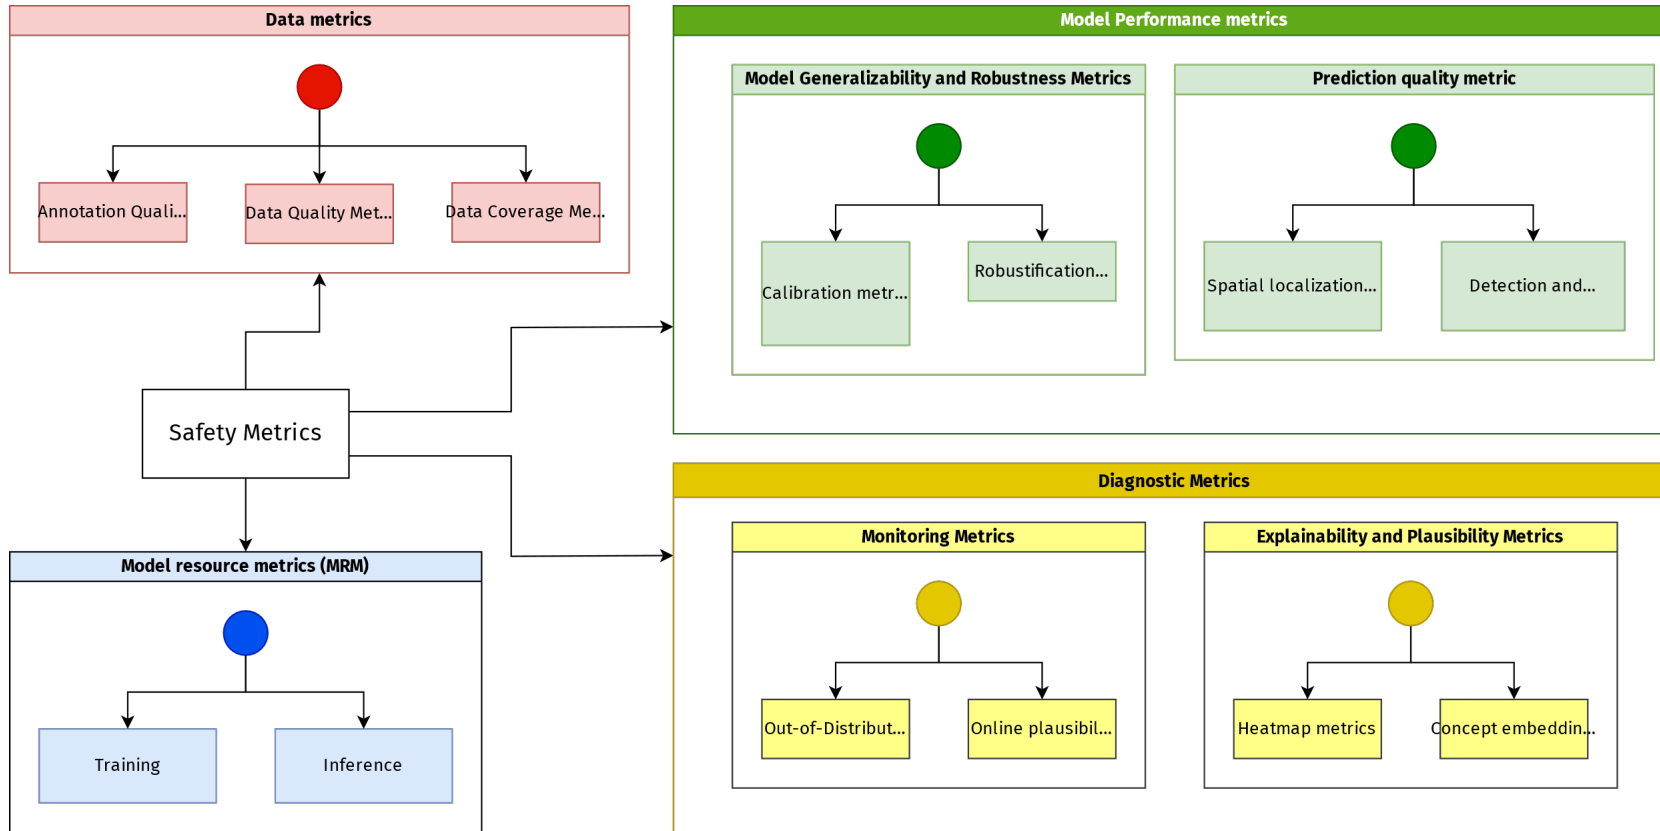 Data metrics
Annotation Quali...
Data Quality Met...
Data Coverage Me...
Model Performance metrics
Model Generalizability and Robustness Metrics
Calibration metr...
Robustification...
Prediction quality metric
Spatial localization...
Detection and...
Safety Metrics
Model resource metrics (MRM)
Training
Inference
Diagnostic Metrics
Monitoring Metrics
Out-of-Distribut...
Online plausibil...
Explainability and Plausibility Metrics
Heatmap metrics
Concept embeddin...